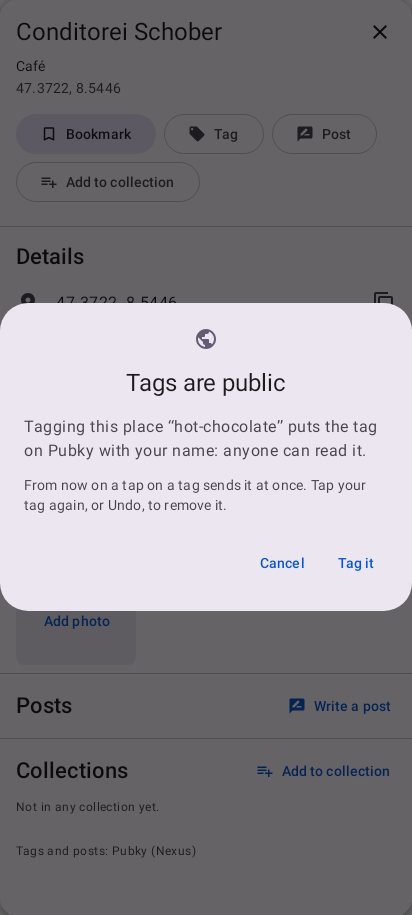 Conditorei Schober
Café
47.3722, 8.5446
Bookmark
Tag
Post
Add to collection
Details
47.3722, 8.5446
Tags are public
Tagging this place “hot-chocolate” puts the tag
on Pubky with your name: anyone can read it.
From now on a tap on a tag sends it at once. Tap your
tag again, or Undo, to remove it.
Cancel
Tag it
Add photo
Posts
Write a post
Collections
Add to collection
Not in any collection yet.
Tags and posts: Pubky (Nexus)